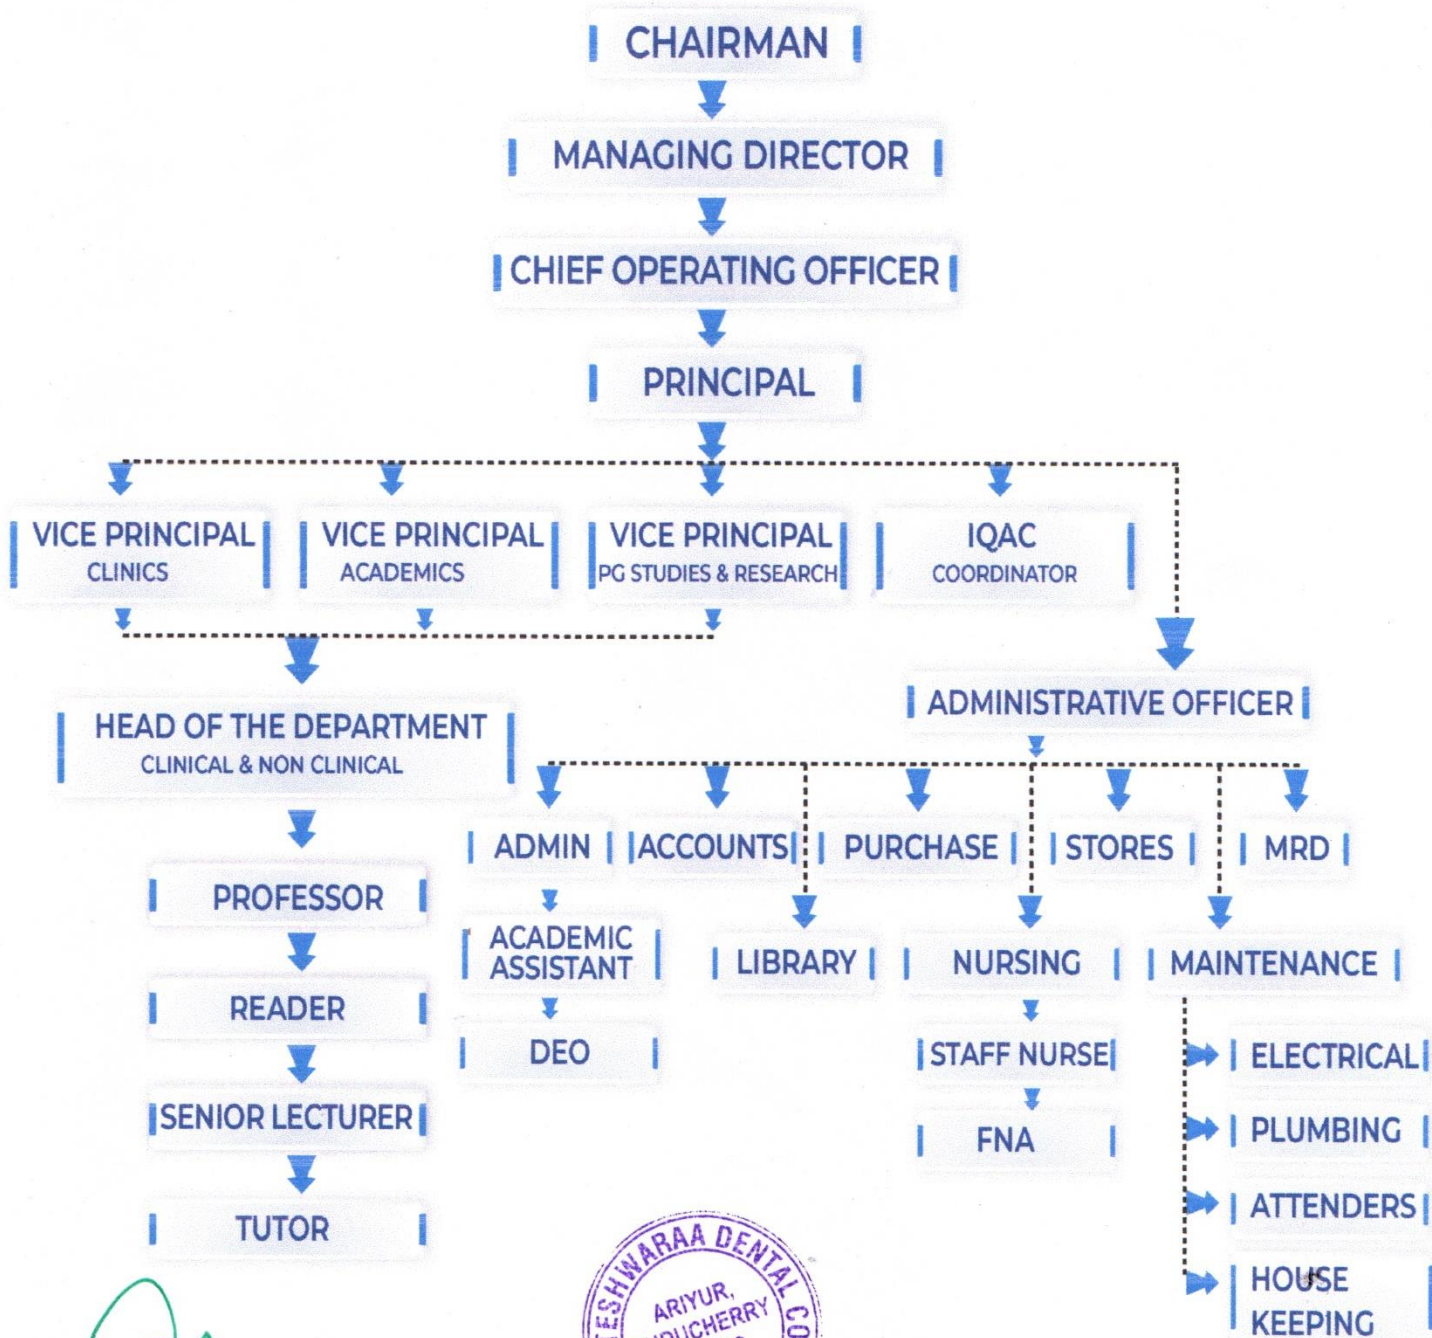 CHAIRMAN
MANAGING DIRECTOR
CHIEF OPERATING OFFICER
PRINCIPAL
VICE PRINCIPAL
CLINICS
VICE PRINCIPAL
ACADEMICS
VICE PRINCIPAL
PG STUDIES & RESEARCH
IQAC
COORDINATOR
HEAD OF THE DEPARTMENT
CLINICAL & NON CLINICAL
ADMINISTRATIVE OFFICER
PROFESSOR
READER
SENIOR LECTURER
TUTOR
ADMIN
ACCOUNTS
PURCHASE
STORES
MRD
ACADEMIC
ASSISTANT
DEO
LIBRARY
NURSING
STAFF NURSE
FNA
MAINTENANCE
ELECTRICAL
PLUMBING
ATTENDERS
HOUSE
KEEPING
DENTAL
ARIYUR,